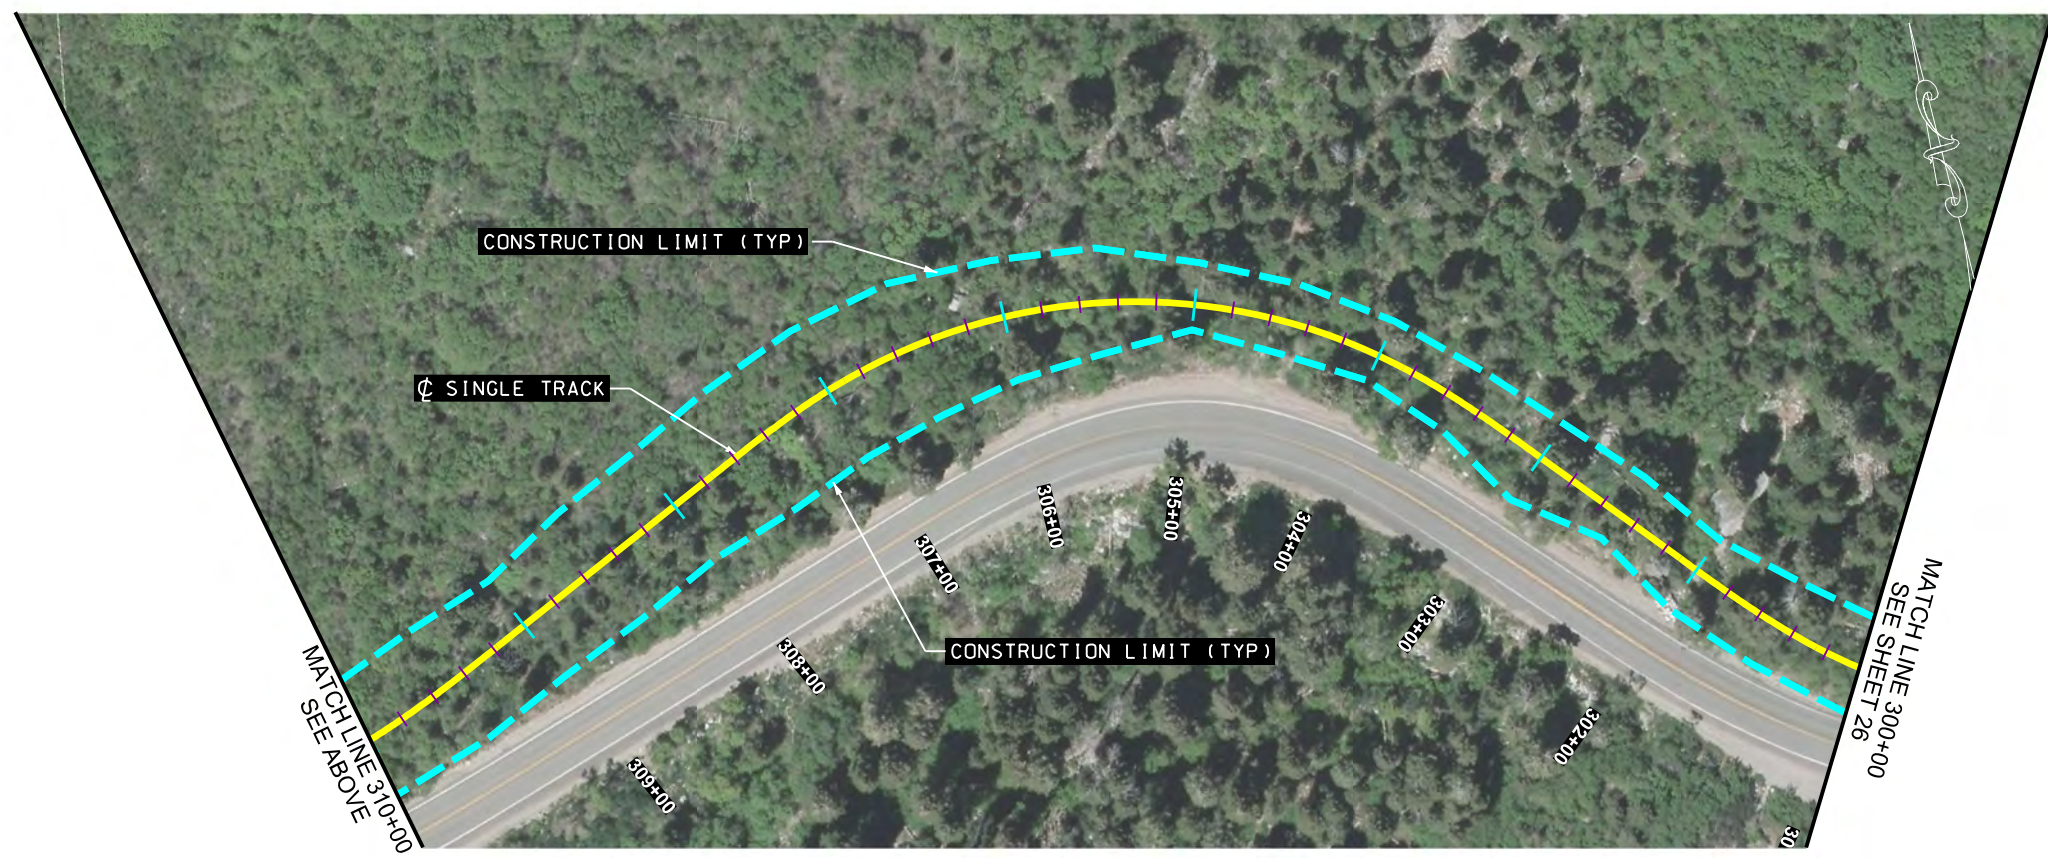 CONSTRUCTION LIMIT (TYP)
℄ SINGLE TRACK
306+00
305+00
304+00
307+00
303+00
308+00
302+00
309+00
CONSTRUCTION LIMIT (TYP)
MATCH LINE 310+00
SEE ABOVE
MATCH LINE 300+00
SEE SHEET 26